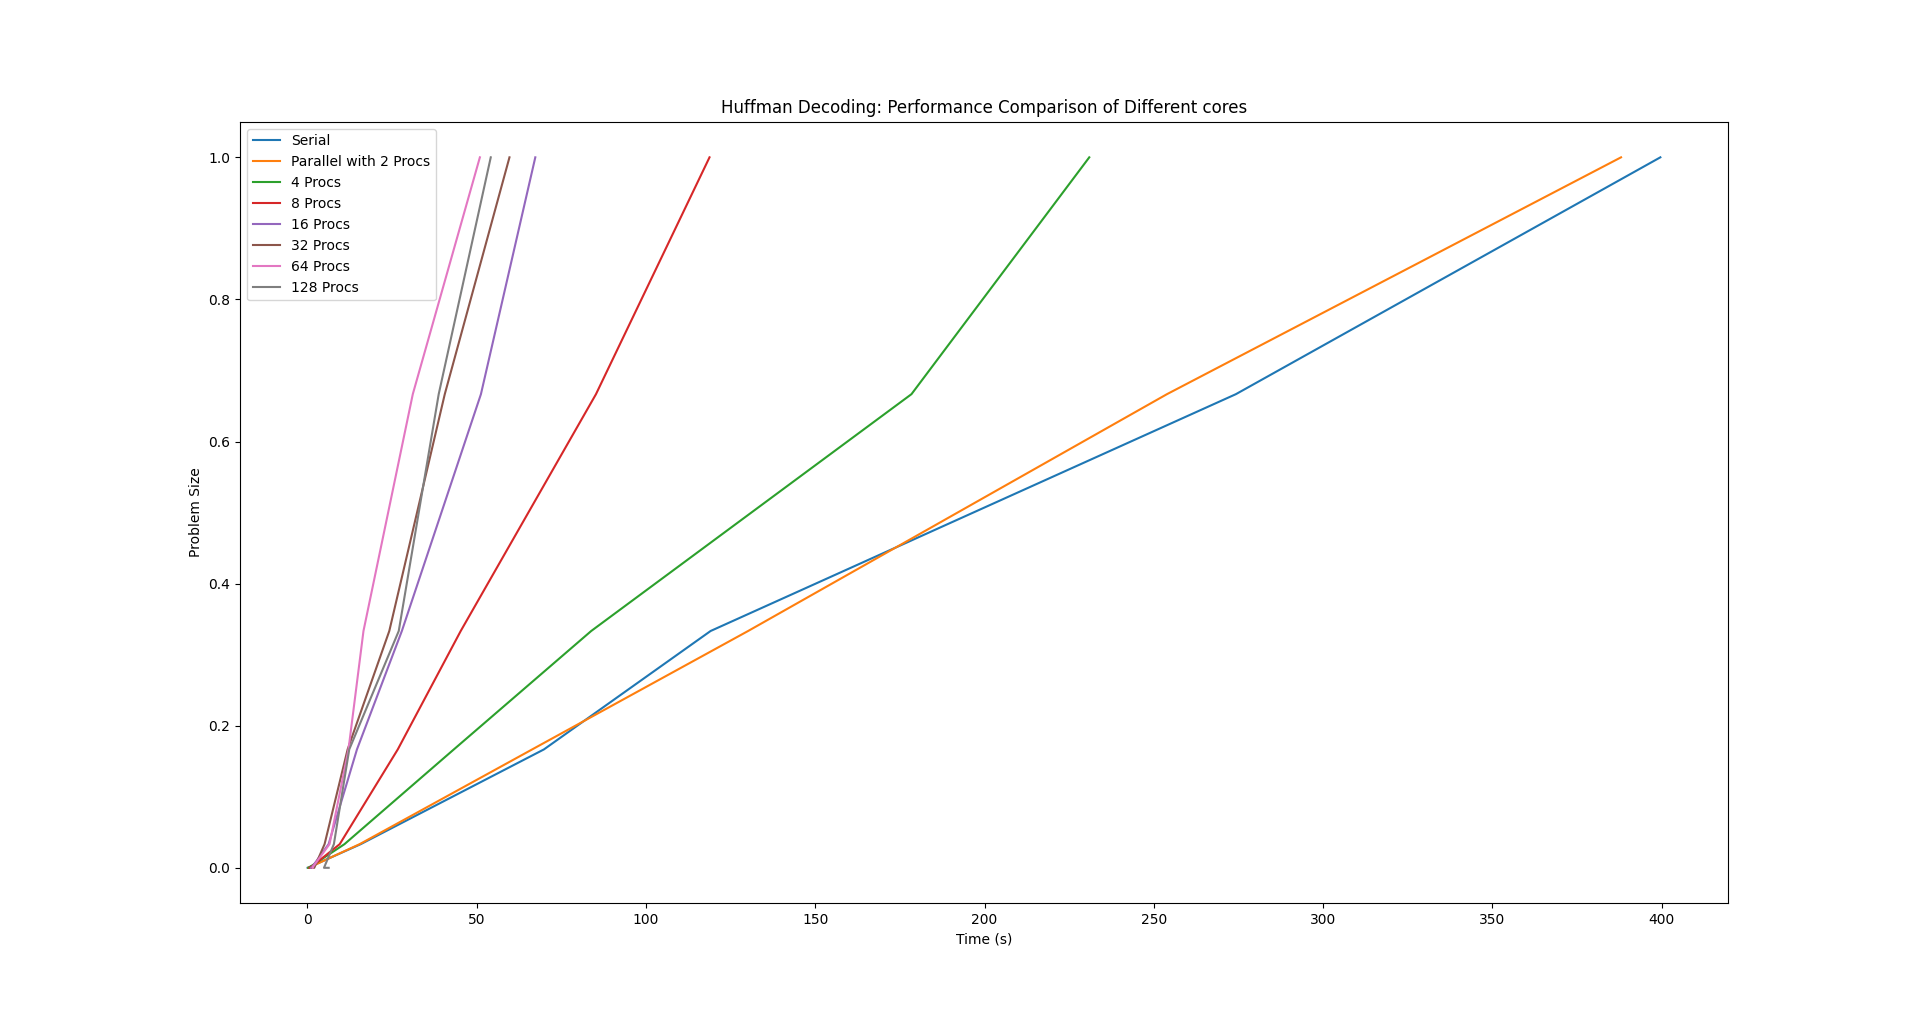 Huffman Decoding: Performance Comparison of Different cores
Serial
Parallel with 2 Procs
4 Procs
8 Procs
16 Procs
32 Procs
64 Procs
128 Procs
1.0
0.8
0.6
0.4
0.2
0.0
Problem Size
0 50 100 150 200 250 300 350 400
Time (s)